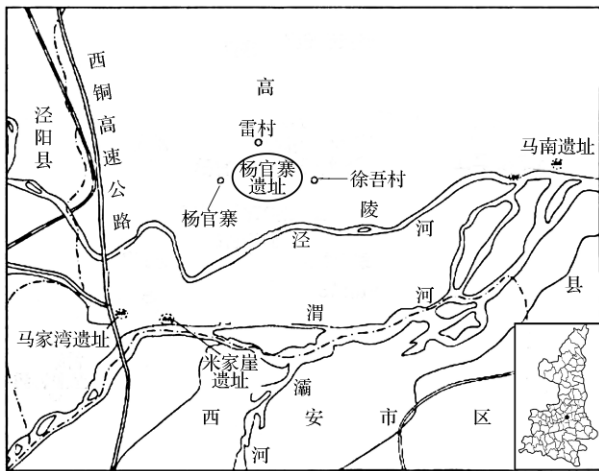 西铜高速公路
泾阳县
高
陵
县
雷村
杨官寨
遗址
杨官寨
徐吾村
马南遗址
泾
河
渭
河
马家湾遗址
米家崖
遗址
灞
河
西安市区